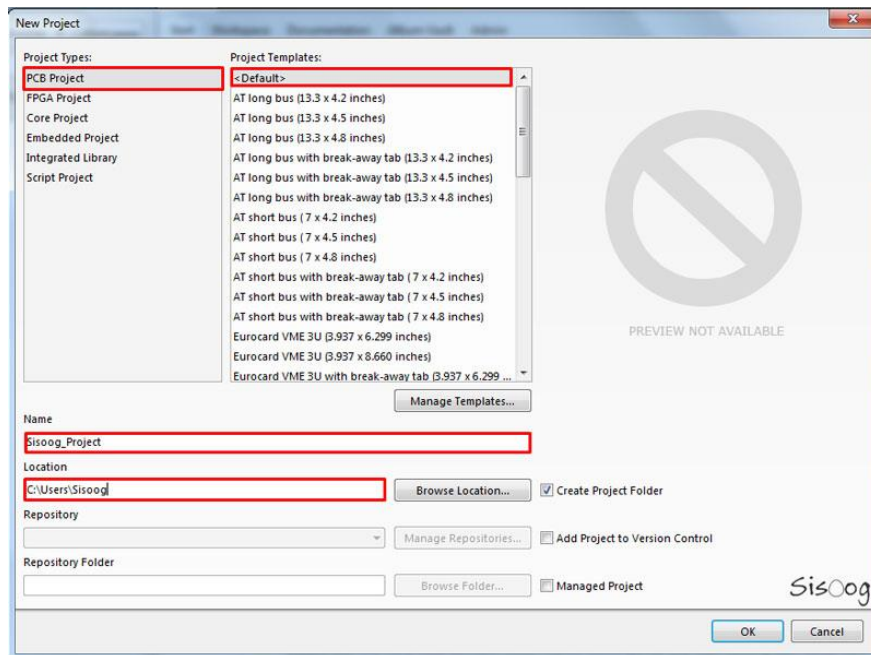 New Project
Project Types:
PCB Project
FPGA Project
Core Project
Embedded Project
Integrated Library
Script Project
Project Templates:
<Default>
AT long bus (13.3 x 4.2 inches)
AT long bus (13.3 x 4.5 inches)
AT long bus (13.3 x 4.8 inches)
AT long bus with break-away tab (13.3 x 4.2 inches)
AT long bus with break-away tab (13.3 x 4.5 inches)
AT long bus with break-away tab (13.3 x 4.8 inches)
AT short bus ( 7 x 4.2 inches)
AT short bus ( 7 x 4.5 inches)
AT short bus ( 7 x 4.8 inches)
AT short bus with break-away tab ( 7 x 4.2 inches)
AT short bus with break-away tab ( 7 x 4.5 inches)
AT short bus with break-away tab ( 7 x 4.8 inches)
Eurocard VME 3U (3.937 x 6.299 inches)
Eurocard VME 3U (3.937 x 8.660 inches)
Eurocard VME 3U with break-away tab (3.937 x 6.299 ...
PREVIEW NOT AVAILABLE
Manage Templates...
Name
Sisoog_Project
Location
C:\Users\Sisoog
Browse Location...
Create Project Folder
Repository
Manage Repositories...
Add Project to Version Control
Repository Folder
Browse Folder...
Managed Project
Sisoog
OK
Cancel